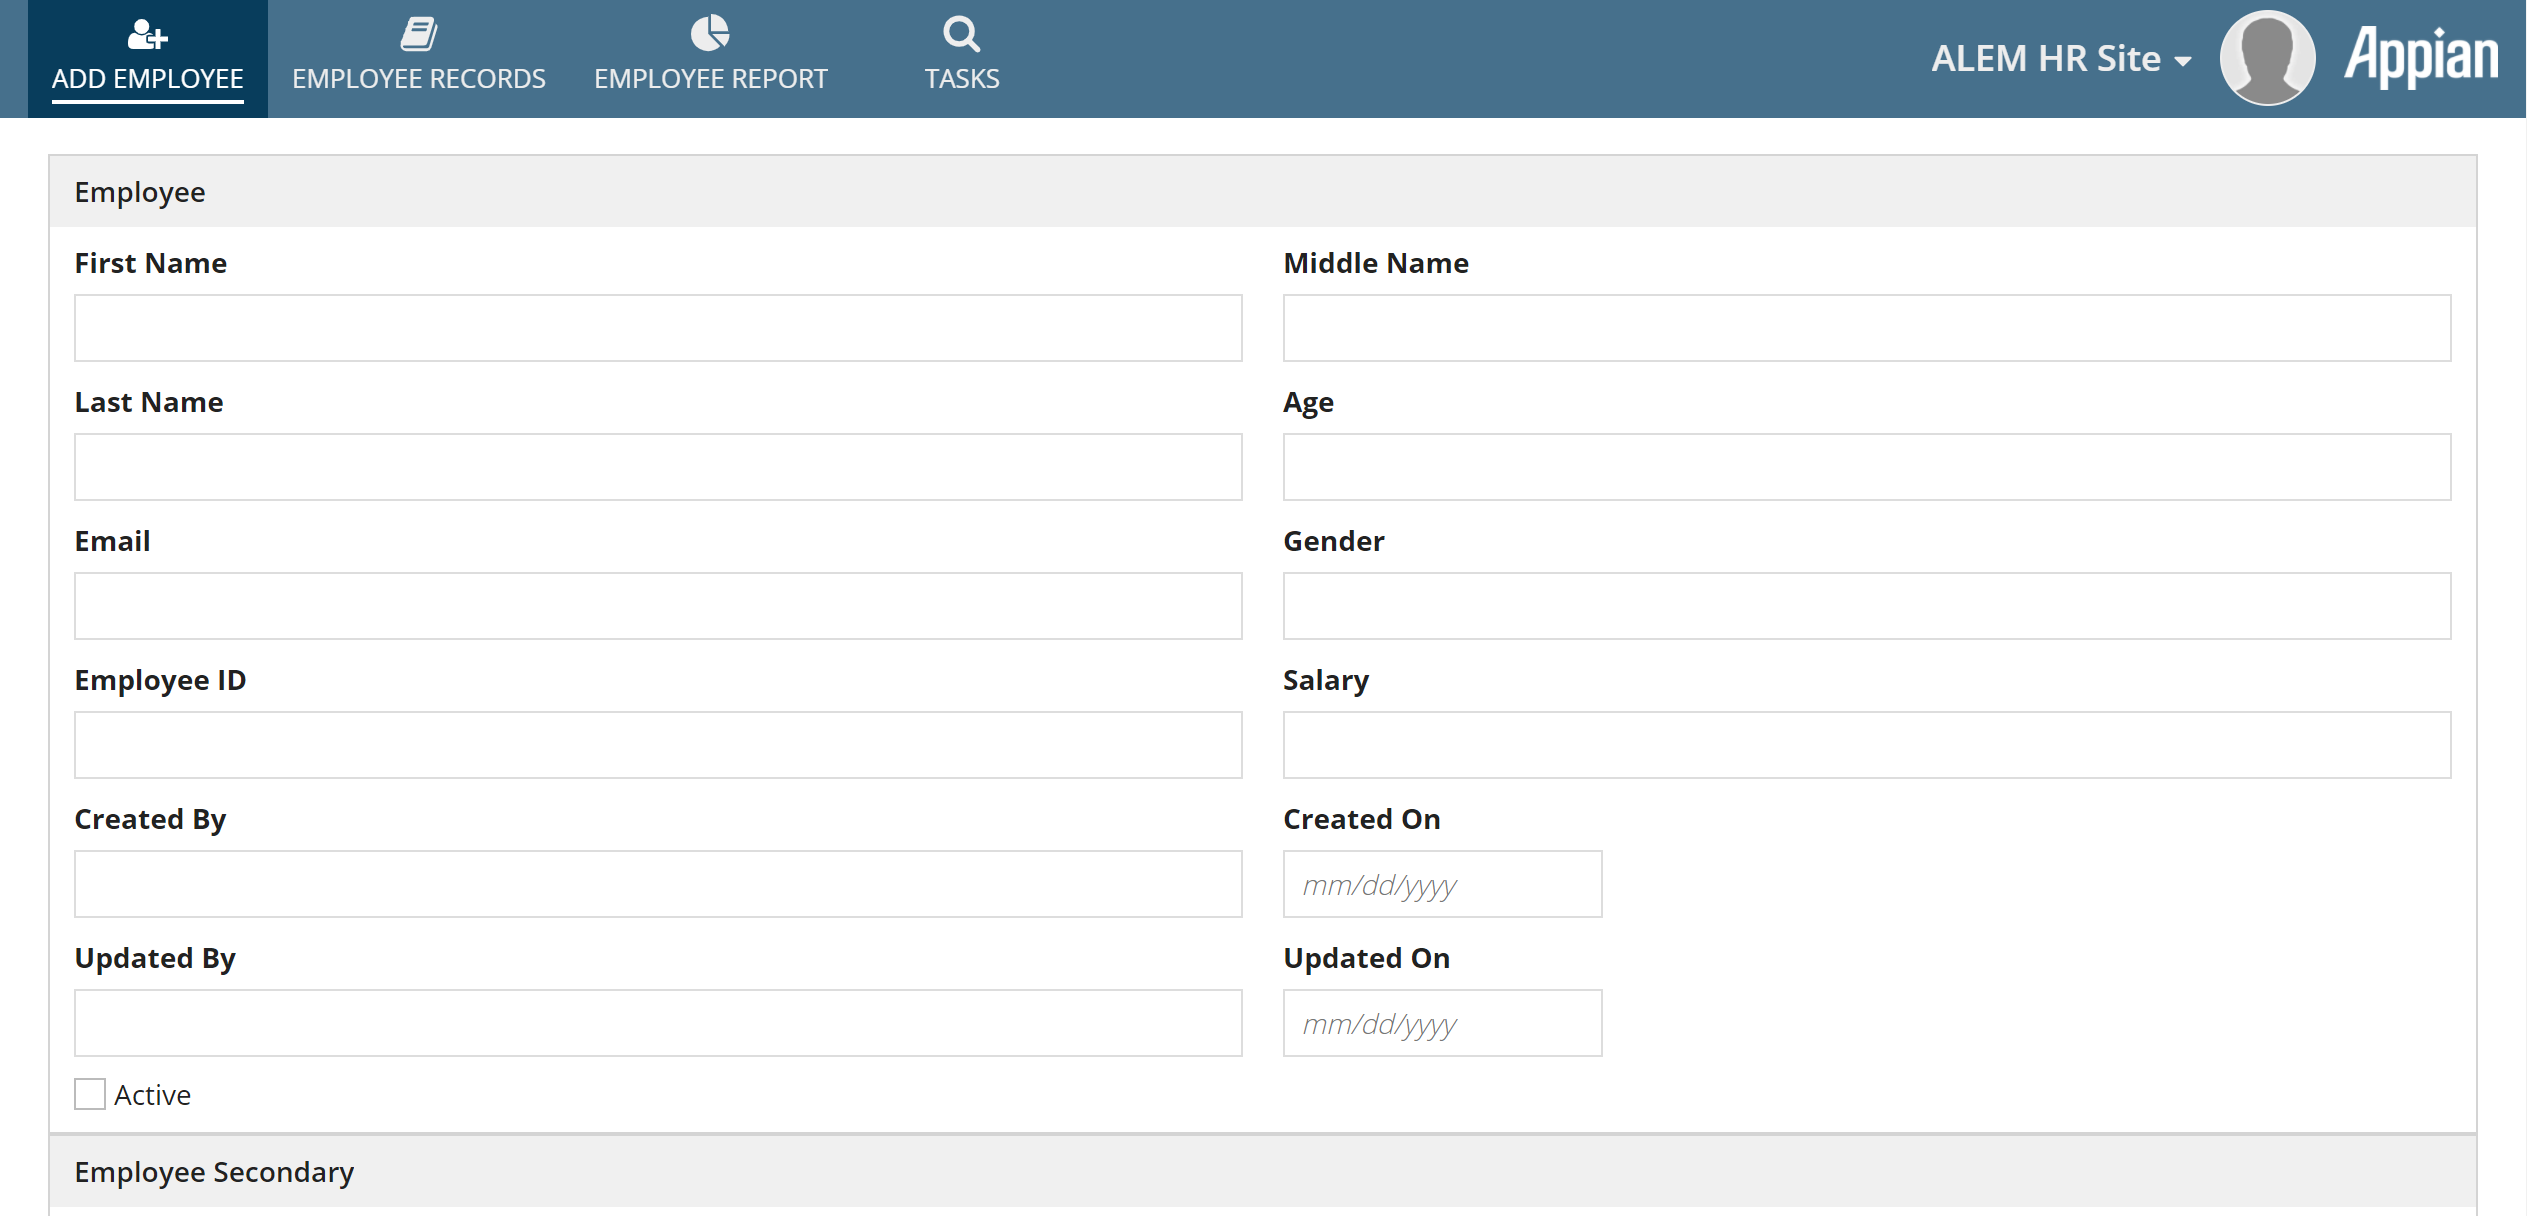 ADD EMPLOYEE
EMPLOYEE RECORDS
EMPLOYEE REPORT
TASKS
ALEM HR Site
Appian
Employee
First Name
Middle Name
Last Name
Age
Email
Gender
Employee ID
Salary
Created By
Created On
mm/dd/yyyy
Updated By
Updated On
mm/dd/yyyy
Active
Employee Secondary